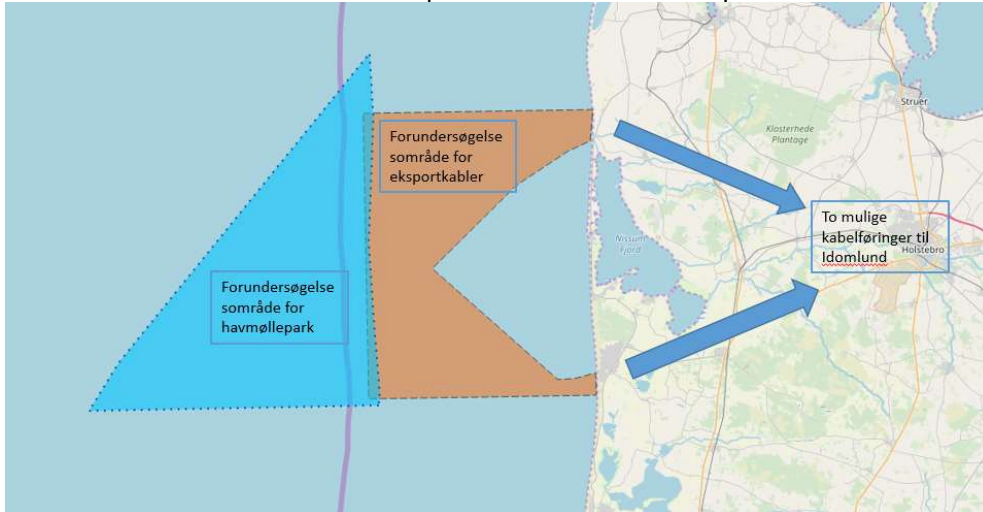 Forundersøgelse
sområde for
eksportkabler
Klosterhede
Plantage
Struer
To mulige
kabelføringer til
Idomlund
Holstebro
Nissum
Fjord
Forundersøgelse
sområde for
havmøllepark